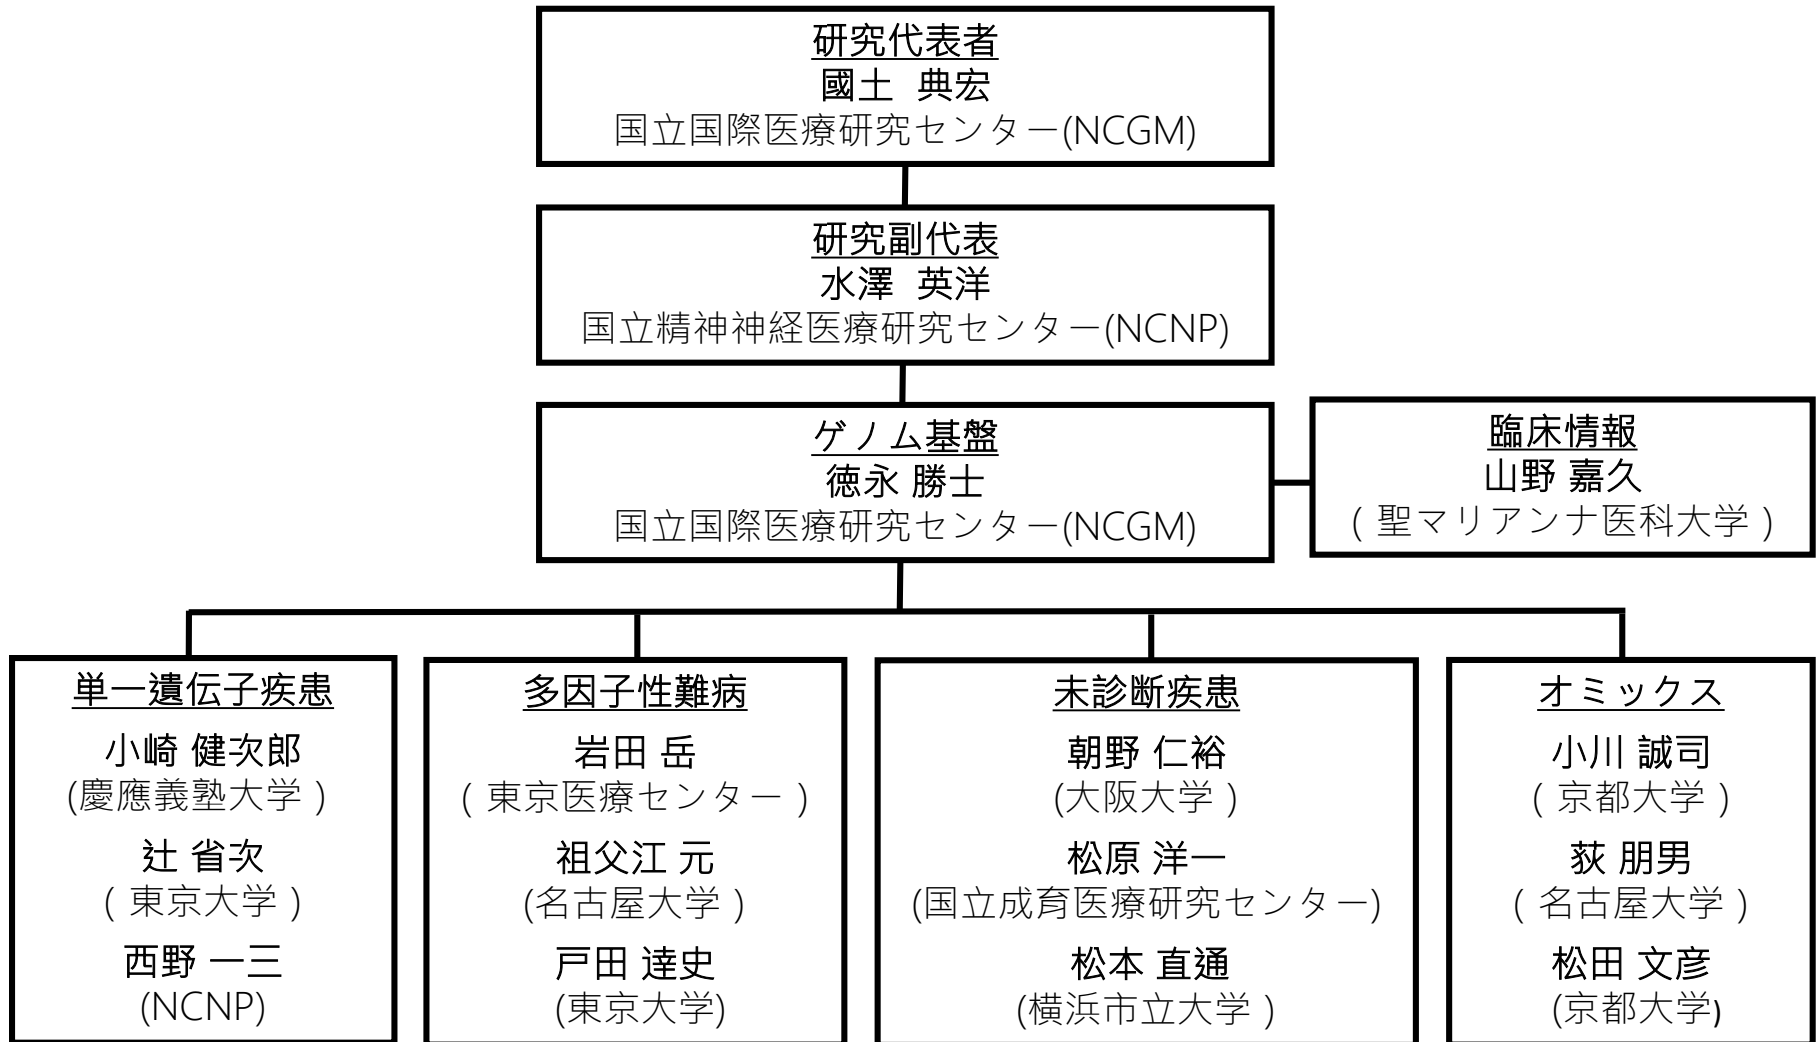 研究代表者
國土 典宏
国立国際医療研究センター(NCGM)
研究副代表
水澤 英洋
国立精神神経医療研究センター(NCNP)
ゲノム基盤
徳永 勝士
国立国際医療研究センター(NCGM)
臨床情報
山野 嘉久
( 聖マリアンナ医科大学 )
単一遺伝子疾患
小崎 健次郎
(慶應義塾大学 )
辻 省次
( 東京大学 )
西野 一三
(NCNP)
多因子性難病
岩田 岳
( 東京医療センター )
祖父江 元
(名古屋大学 )
戸田 達史
(東京大学)
未診断疾患
朝野 仁裕
(大阪大学 )
松原 洋一
(国立成育医療研究センター)
松本 直通
(横浜市立大学 )
オミックス
小川 誠司
( 京都大学 )
荻 朋男
( 名古屋大学 )
松田 文彦
(京都大学)